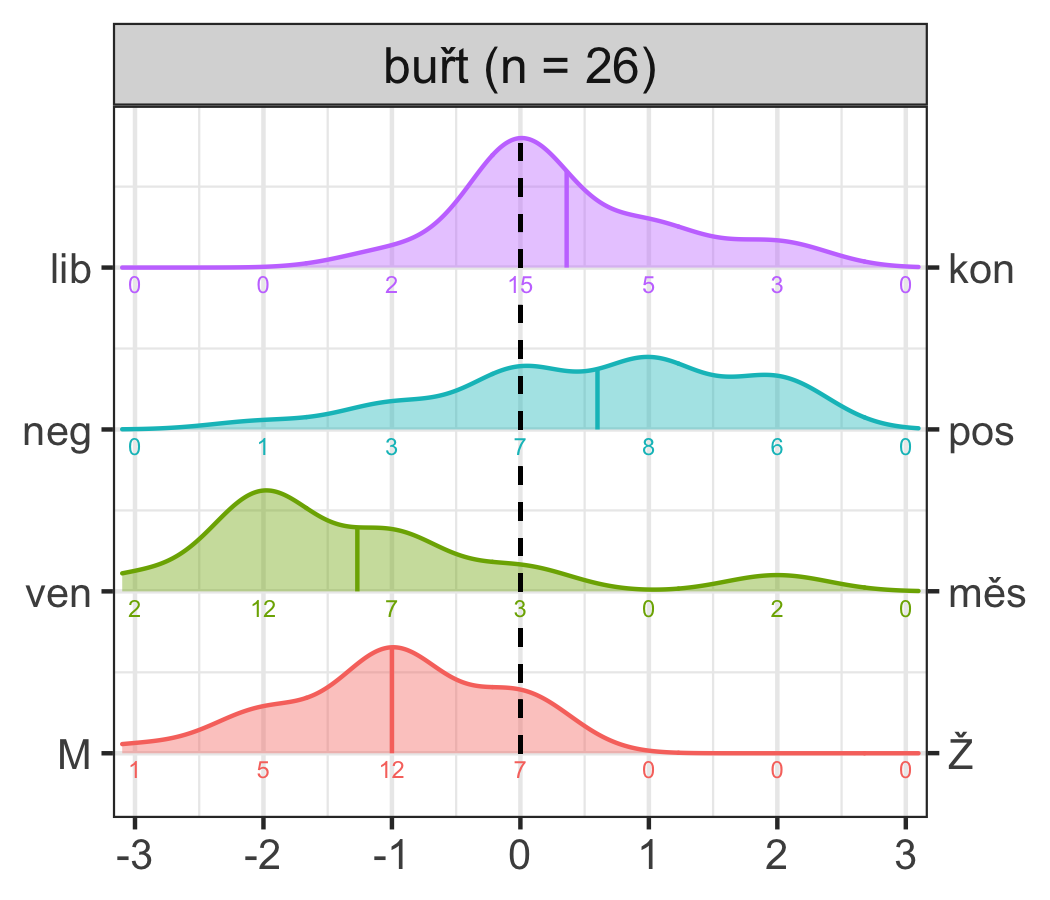 buřt (n = 26)
lib kon
0 0 2 15 5 3 0
neg pos
0 1 3 7 8 6 0
ven měs
2 12 7 3 0 2 0
M Ž
1 5 12 7 0 0 0
-3 -2 -1 0 1 2 3